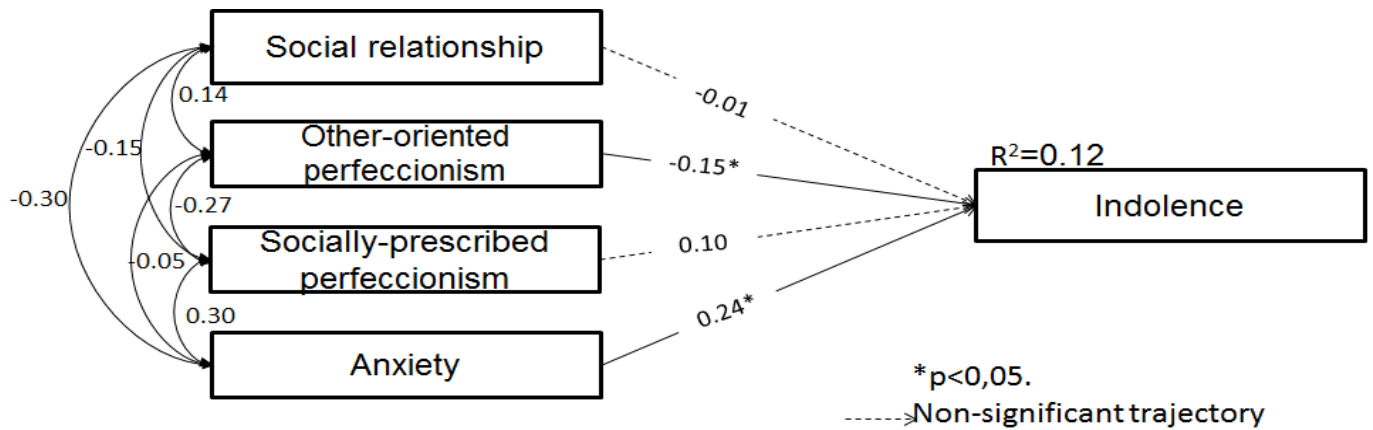 Social relationship
0.14
-0.01
-0.15
Other-oriented
perfeccionism
-0.15*
R²=0.12
Indolence
-0.30
-0.27
Socially-prescribed
perfeccionism
0.10
-0.05
0.30
0.24*
Anxiety
*p<0,05.
Non-significant trajectory